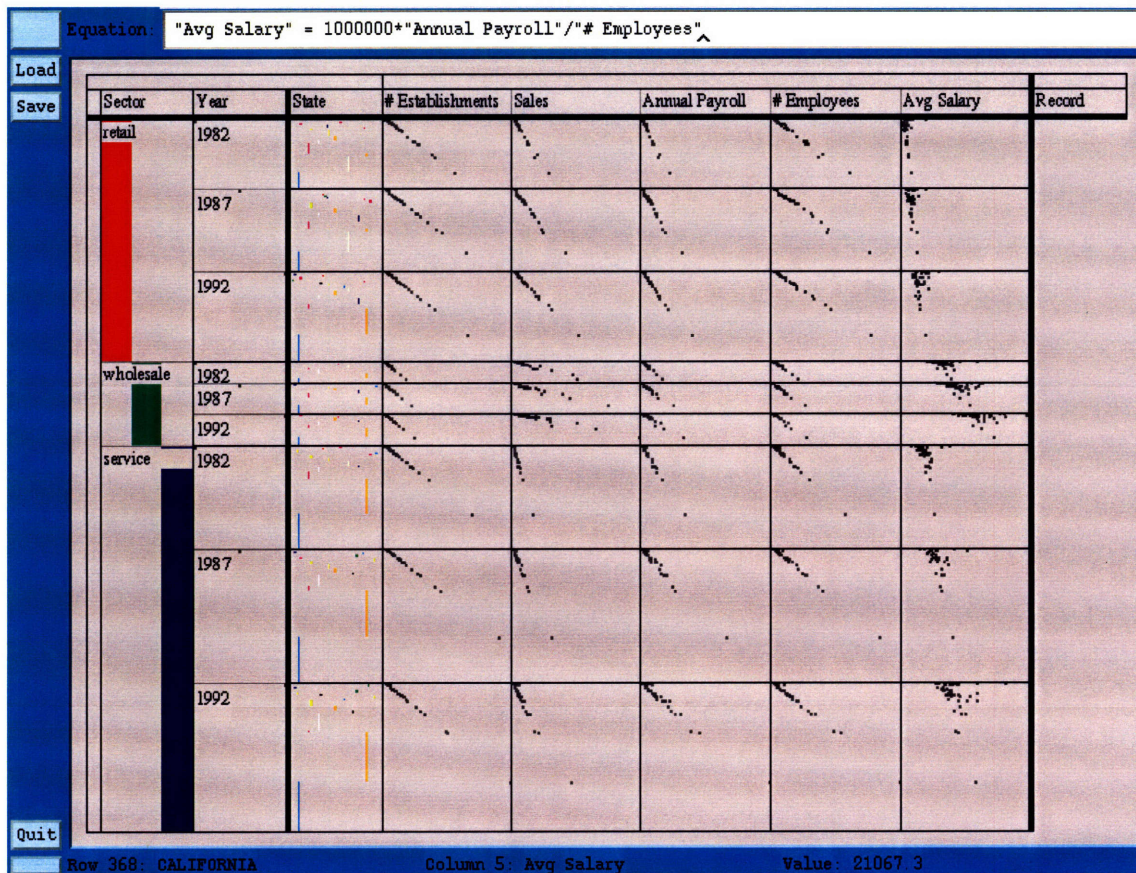 Equation: "Avg Salary" = 1000000*"Annual Payroll"/"# Employees"^
Load
Save
Sector Year State # Establishments Sales Annual Payroll # Employees Avg Salary Record
retail 1982
1987
1992
wholesale 1982
1987
1992
service 1982
1987
1992
Quit
Row 368: CALIFORNIA Column 5: Avg Salary Value: 21067.3